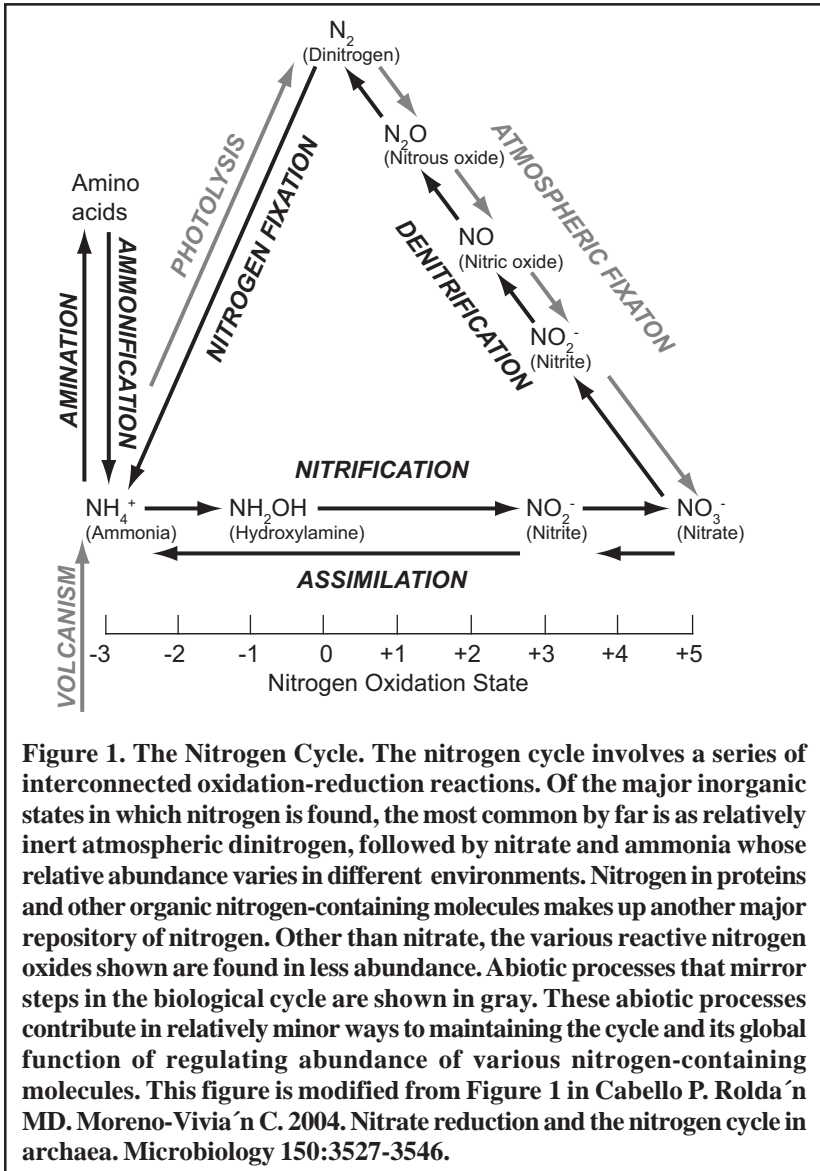 N₂
(Dinitrogen)
N₂O
(Nitrous oxide)
NO
(Nitric oxide)
NO₂⁻
(Nitrite)
ATMOSPHERIC FIXATON
DENITRIFICATION
PHOTOLYSIS
NITROGEN FIXATION
Amino
acids
AMINATION
AMMONIFICATION
NITRIFICATION
NH₄⁺
(Ammonia)
NH₂OH
(Hydroxylamine)
NO₂⁻
(Nitrite)
NO₃⁻
(Nitrate)
ASSIMILATION
VOLCANISM
-3 -2 -1 0 +1 +2 +3 +4 +5
Nitrogen Oxidation State
Figure 1. The Nitrogen Cycle. The nitrogen cycle involves a series of
interconnected oxidation-reduction reactions. Of the major inorganic
states in which nitrogen is found, the most common by far is as relatively
inert atmospheric dinitrogen, followed by nitrate and ammonia whose
relative abundance varies in different environments. Nitrogen in proteins
and other organic nitrogen-containing molecules makes up another major
repository of nitrogen. Other than nitrate, the various reactive nitrogen
oxides shown are found in less abundance. Abiotic processes that mirror
steps in the biological cycle are shown in gray. These abiotic processes
contribute in relatively minor ways to maintaining the cycle and its global
function of regulating abundance of various nitrogen-containing
molecules. This figure is modified from Figure 1 in Cabello P. Rolda´n
MD. Moreno-Vivia´n C. 2004. Nitrate reduction and the nitrogen cycle in
archaea. Microbiology 150:3527-3546.